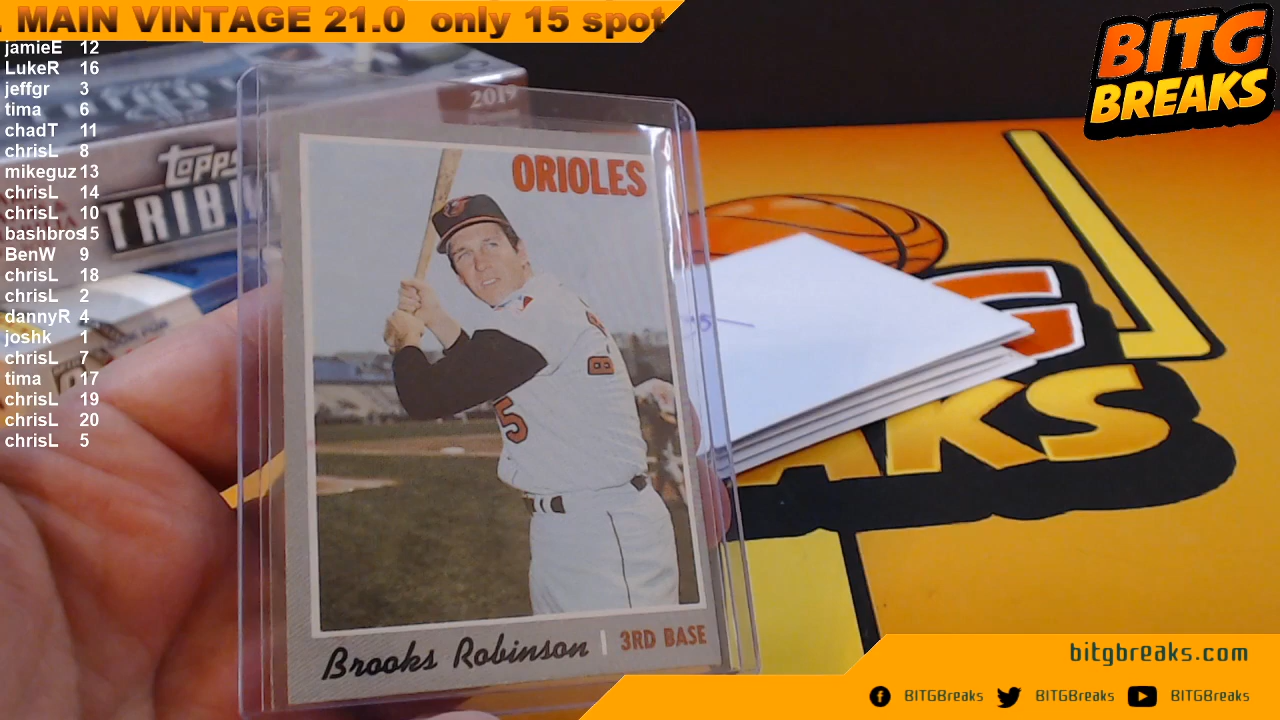 MAIN VINTAGE 21.0 only 15 spot
BITG
BREAKS
jamieE 12
LukeR 16
jeffgr 3
tima 6
chadT 11
chrisL 8
mikeguz 13
chrisL 14
chrisL 10
bashbros 15
BenW 9
chrisL 18
chrisL 2
dannyR 4
joshk 1
chrisL 7
tima 17
chrisL 19
chrisL 20
chrisL 5
2019
Topps
TRIBU
ORIOLES
B
5
Brooks Robinson | 3RD BASE
AKS
bitgbreaks.com
BITGBreaks BITGBreaks BITGBreaks